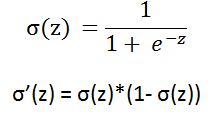 σ(z) = 1 / (1 + e^{-z})
σ′(z) = σ(z)*(1- σ(z))